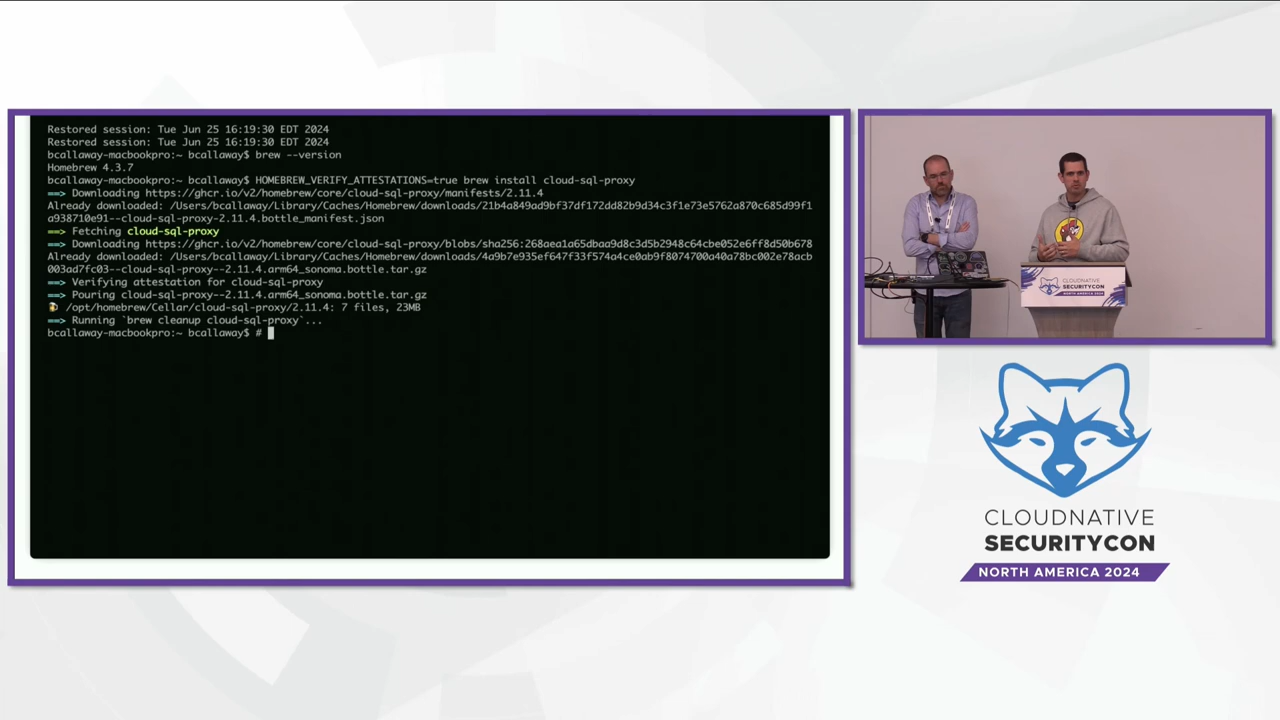 Restored session: Tue Jun 25 16:19:30 EDT 2024
Restored session: Tue Jun 25 16:19:30 EDT 2024
bcallaway-macbookpro:~ bcallaway$ brew --version
Homebrew 4.3.7
bcallaway-macbookpro:~ bcallaway$ HOMEBREW_VERIFY_ATTESTATIONS=true brew install cloud-sql-proxy
==> Downloading https://ghcr.io/v2/homebrew/core/cloud-sql-proxy/manifests/2.11.4
Already downloaded: /Users/bcallaway/Library/Caches/Homebrew/downloads/21b4a849ad9bf37df172dd82b9d34c3f1e73e5762a870c685d99f1
a938710e91--cloud-sql-proxy-2.11.4.bottle_manifest.json
==> Fetching cloud-sql-proxy
==> Downloading https://ghcr.io/v2/homebrew/core/cloud-sql-proxy/blobs/sha256:268aea1a65dbaa9d8c3d5b2948c64cbe052e6ff8d50b678
Already downloaded: /Users/bcallaway/Library/Caches/Homebrew/downloads/4a9b7e935ef647f33f574a4ce0ab9f8074700a40a78bc002e78acb
003ad7fc03--cloud-sql-proxy--2.11.4.arm64_sonoma.bottle.tar.gz
==> Verifying attestation for cloud-sql-proxy
==> Pouring cloud-sql-proxy--2.11.4.arm64_sonoma.bottle.tar.gz
🍺 /opt/homebrew/Cellar/cloud-sql-proxy/2.11.4: 7 files, 23MB
==> Running `brew cleanup cloud-sql-proxy`...
bcallaway-macbookpro:~ bcallaway$ #
CLOUDNATIVE
SECURITYCON
NORTH AMERICA 2024
CLOUDNATIVE
SECURITYCON
NORTH AMERICA 2024